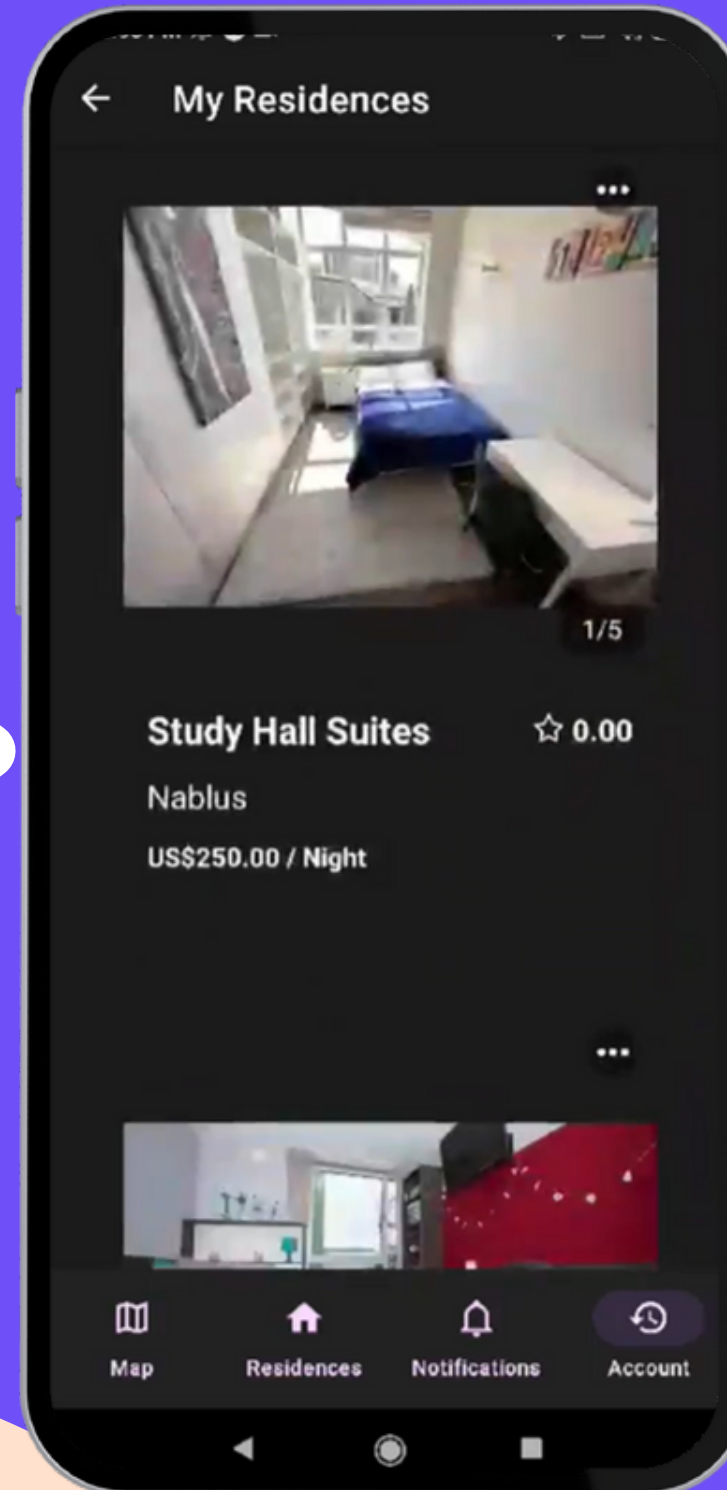 My Residences
1/5
Study Hall Suites
0.00
Nablus
US$250.00 / Night
Map
Residences
Notifications
Account